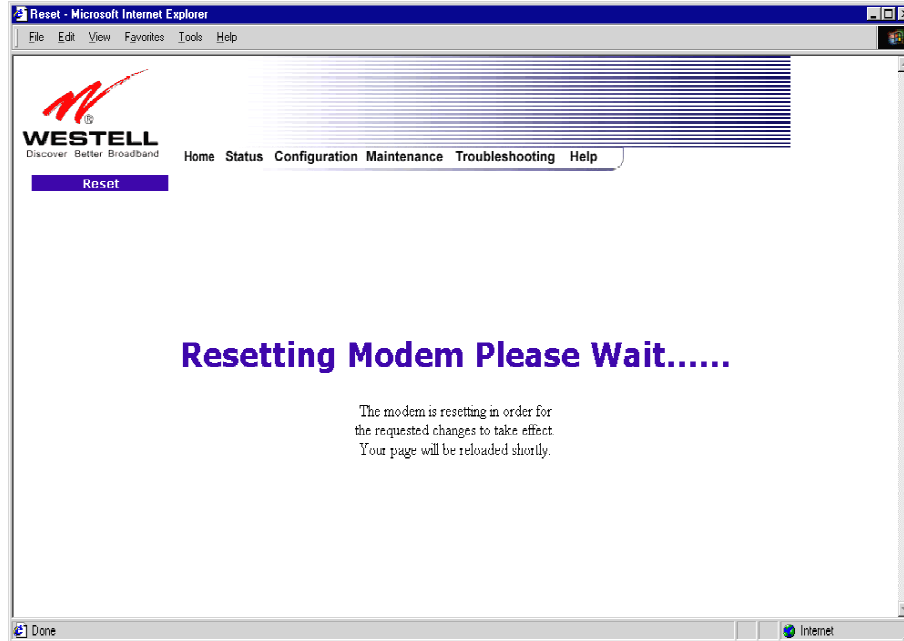 Reset - Microsoft Internet Explorer
File Edit View Favorites Tools Help
WESTELL
®
Discover Better Broadband
Home Status Configuration Maintenance Troubleshooting Help
Reset
Resetting Modem Please Wait......
The modem is resetting in order for
the requested changes to take effect.
Your page will be reloaded shortly.
Done
Internet